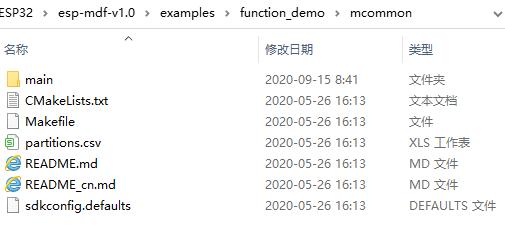 ESP32 › esp-mdf-v1.0 › examples › function_demo › mcommon
名称 修改日期 类型
main 2020-09-15 8:41 文件夹
CMakeLists.txt 2020-05-26 16:13 文本文档
Makefile 2020-05-26 16:13 文件
partitions.csv 2020-05-26 16:13 XLS 工作表
README.md 2020-05-26 16:13 MD 文件
README_cn.md 2020-05-26 16:13 MD 文件
sdkconfig.defaults 2020-05-26 16:13 DEFAULTS 文件